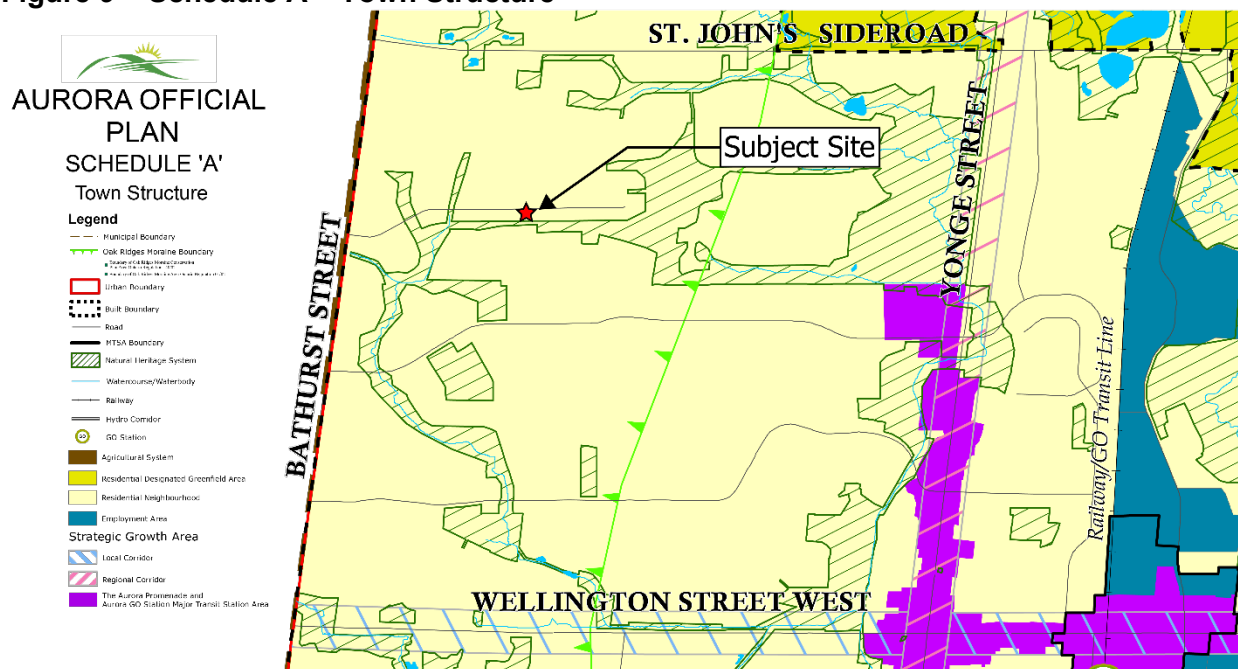 Figure 6 – Schedule A – Town Structure
AURORA OFFICIAL
PLAN
SCHEDULE 'A'
Town Structure
Legend
Municipal Boundary
Oak Ridges Moraine Boundary
Urban Boundary
Built Boundary
Road
MTSA Boundary
Natural Heritage System
Watercourse/Waterbody
Railway
Hydro Corridor
GO Station
Agricultural System
Residential Designated Greenfield Area
Residential Neighbourhood
Employment Area
Strategic Growth Area
Local Corridor
Regional Corridor
The Aurora Promenade and
Aurora GO Station Major Transit Station Area
ST. JOHN'S SIDEROAD
Subject Site
YONGE STREET
BATHURST STREET
Railway/GO Transit Line
WELLINGTON STREET WEST